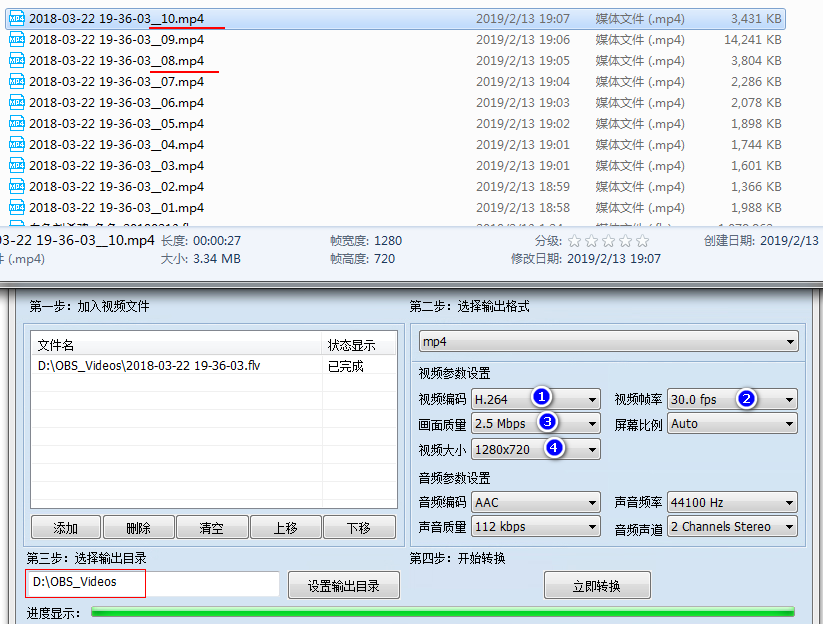 2018-03-22 19-36-03__10.mp4 2019/2/13 19:07 媒体文件 (.mp4) 3,431 KB
2018-03-22 19-36-03__09.mp4 2019/2/13 19:06 媒体文件 (.mp4) 14,241 KB
2018-03-22 19-36-03__08.mp4 2019/2/13 19:05 媒体文件 (.mp4) 3,804 KB
2018-03-22 19-36-03__07.mp4 2019/2/13 19:04 媒体文件 (.mp4) 2,286 KB
2018-03-22 19-36-03__06.mp4 2019/2/13 19:03 媒体文件 (.mp4) 2,078 KB
2018-03-22 19-36-03__05.mp4 2019/2/13 19:02 媒体文件 (.mp4) 1,898 KB
2018-03-22 19-36-03__04.mp4 2019/2/13 19:01 媒体文件 (.mp4) 1,744 KB
2018-03-22 19-36-03__03.mp4 2019/2/13 19:01 媒体文件 (.mp4) 1,601 KB
2018-03-22 19-36-03__02.mp4 2019/2/13 18:59 媒体文件 (.mp4) 1,366 KB
2018-03-22 19-36-03__01.mp4 2019/2/13 18:58 媒体文件 (.mp4) 1,988 KB
03-22 19-36-03__10.mp4 长度: 00:00:27 帧宽度: 1280 分级: 创建日期: 2019/2/13
(.mp4) 大小: 3.34 MB 帧高度: 720 修改日期: 2019/2/13 19:07
第一步：加入视频文件
第二步：选择输出格式
文件名 状态显示
D:\OBS_Videos\2018-03-22 19-36-03.flv 已完成
mp4
视频参数设置
视频编码 H.264 1 视频帧率 30.0 fps 2
画面质量 2.5 Mbps 3 屏幕比例 Auto
视频大小 1280x720 4
音频参数设置
音频编码 AAC 声音频率 44100 Hz
声音质量 112 kbps 音频声道 2 Channels Stereo
添加 删除 清空 上移 下移
第三步：选择输出目录
第四步：开始转换
D:\OBS_Videos 设置输出目录 立即转换
进度显示：